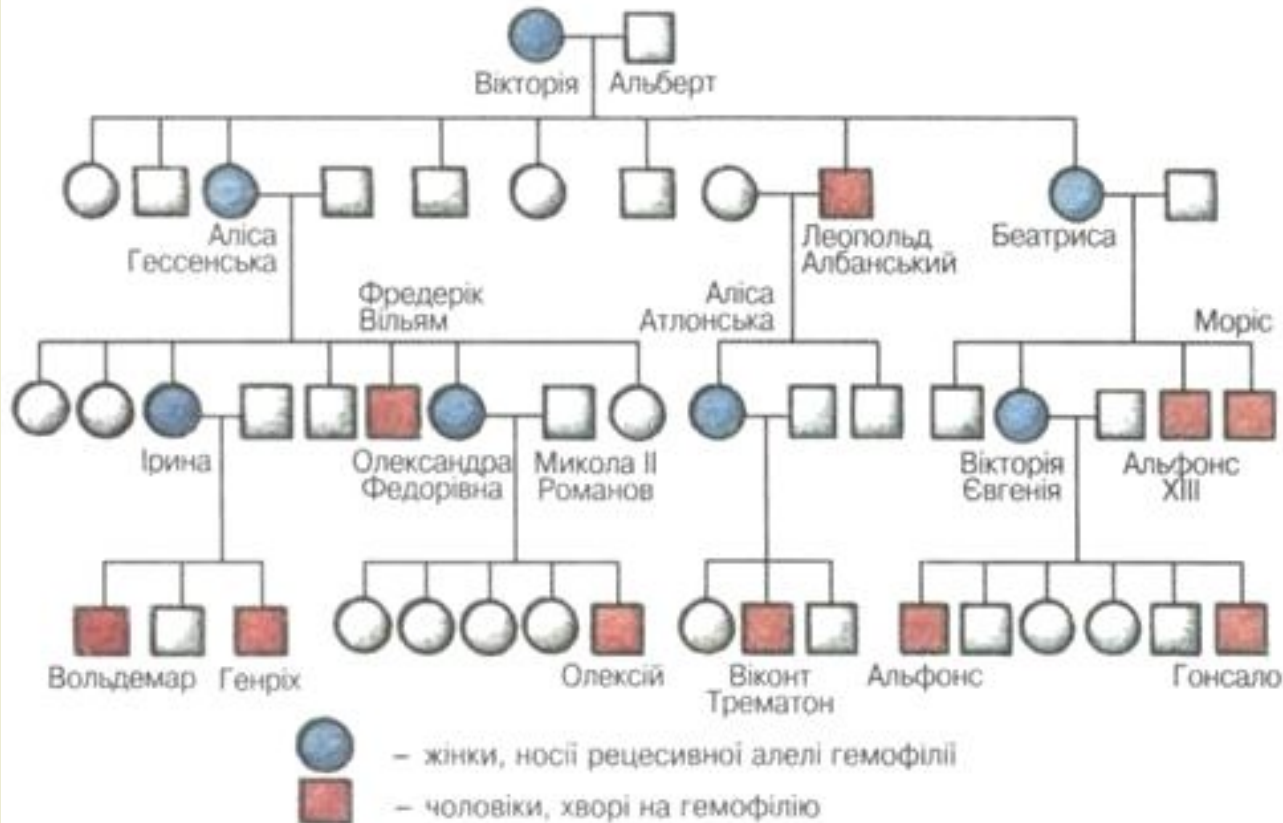 Вікторія Альберт
Аліса
Гессенська
Леопольд
Албанський
Беатриса
Фредерік
Вільям
Аліса
Атлонська
Моріс
Ірина
Олександра
Федорівна
Микола II
Романов
Вікторія
Євгенія
Альфонс
XIII
Вольдемар Генріх
Олексій
Віконт
Трематон
Альфонс
Гонсало
– жінки, носії рецесивної алелі гемофілії
– чоловіки, хворі на гемофілію